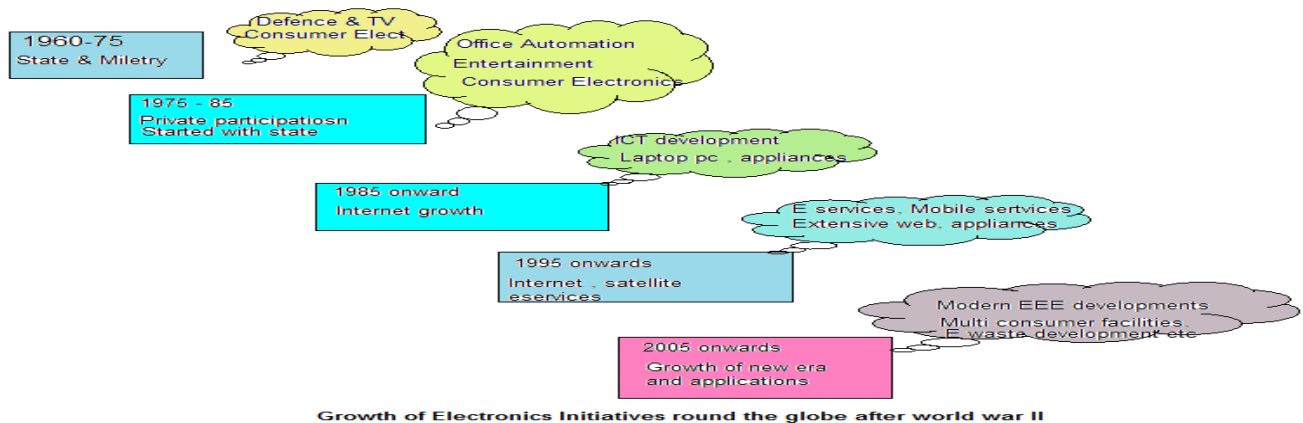 1960-75
State & Miletry
Defence & TV
Consumer Elect
1975 - 85
Private participatiosn
Started with state
Office Automation
Entertainment
Consumer Electronics
1985 onward
Internet growth
ICT development
Laptop pc , appliances
1995 onwards
Internet , satellite
eservices
E services, Mobile sertvices
Extensive web, appliances
2005 onwards
Growth of new era
and applications
Modern EEE developments
Multi consumer facilities,
E waste development etc
Growth of Electronics Initiatives round the globe after world war II